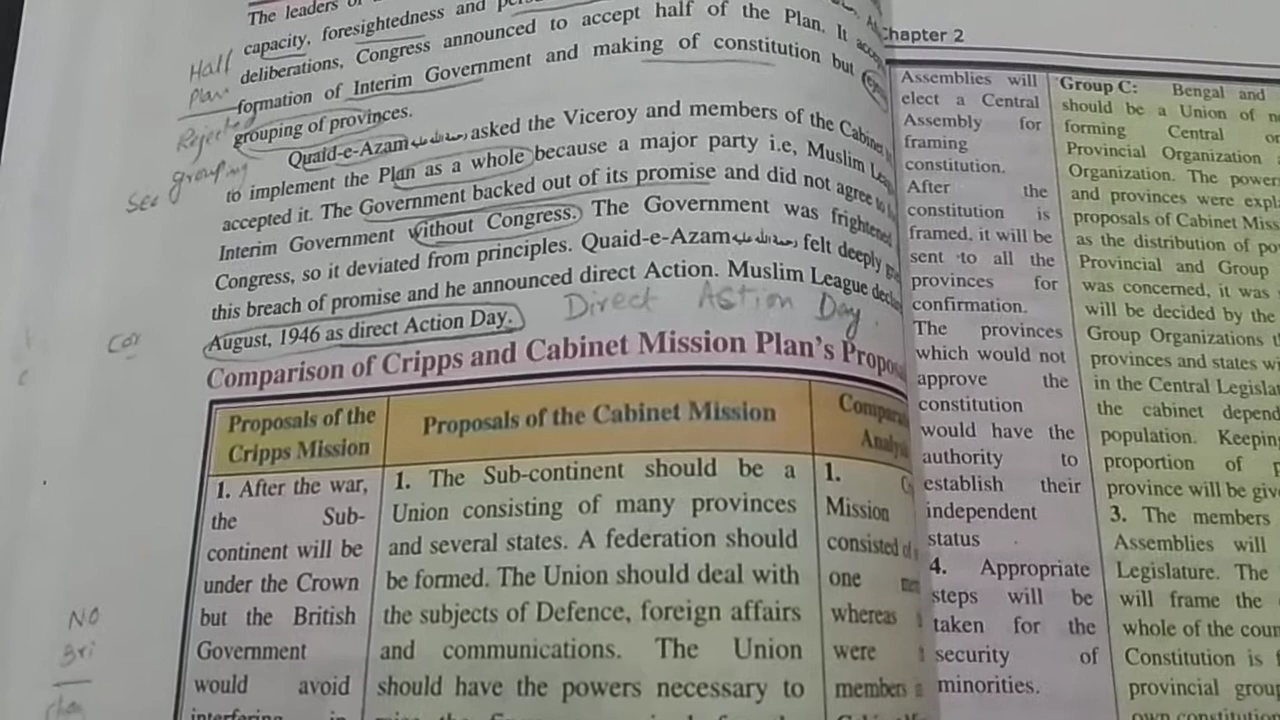 The leaders
capacity, foresightedness and
deliberations, Congress announced to accept half of the Plan. It
formation of Interim Government and making of constitution but
grouping of provinces.
Half
Plan
Rejected
grouping
See
Quaid-e-Azam asked the Viceroy and members of the Cabinet
to implement the Plan as a whole because a major party i.e, Muslim
accepted it. The Government backed out of its promise and did not agree to
Interim Government without Congress. The Government was frightened
Congress, so it deviated from principles. Quaid-e-Azam felt deeply
this breach of promise and he announced direct Action. Muslim League
August, 1946 as direct Action Day.
Direct Action Day.
Comparison of Cripps and Cabinet Mission Plan's
Proposals of the
Cripps Mission
1. After the war,
the Sub-
continent will be
under the Crown
but the British
Government
would avoid
interfering in
Proposals of the Cabinet Mission
1. The Sub-continent should be a
Union consisting of many provinces
and several states. A federation should
be formed. The Union should deal with
the subjects of Defence, foreign affairs
and communications. The Union
should have the powers necessary to
1.
Mission
consisted of
one
whereas
were
members
NO
Bri
Chapter 2
Assemblies will
elect a Central
Assembly for
framing
constitution.
After the
constitution is
framed, it will be
sent to all the
provinces for
confirmation.
The provinces
which would not
approve the
constitution
would have the
authority to
establish their
independent
status
4. Appropriate
steps will be
taken for the
security of
minorities.
Group C: Bengal and
should be a Union of
forming Central or
Provincial Organization
Organization. The
and provinces were
proposals of Cabinet
as the distribution of
Provincial and Group
was concerned, it was
will be decided by the
Group Organizations
provinces and states
in the Central
the cabinet
population.
proportion of
province will be
3. The members
Assemblies will
Legislature. The
will frame the
whole of the
Constitution is
provincial
own